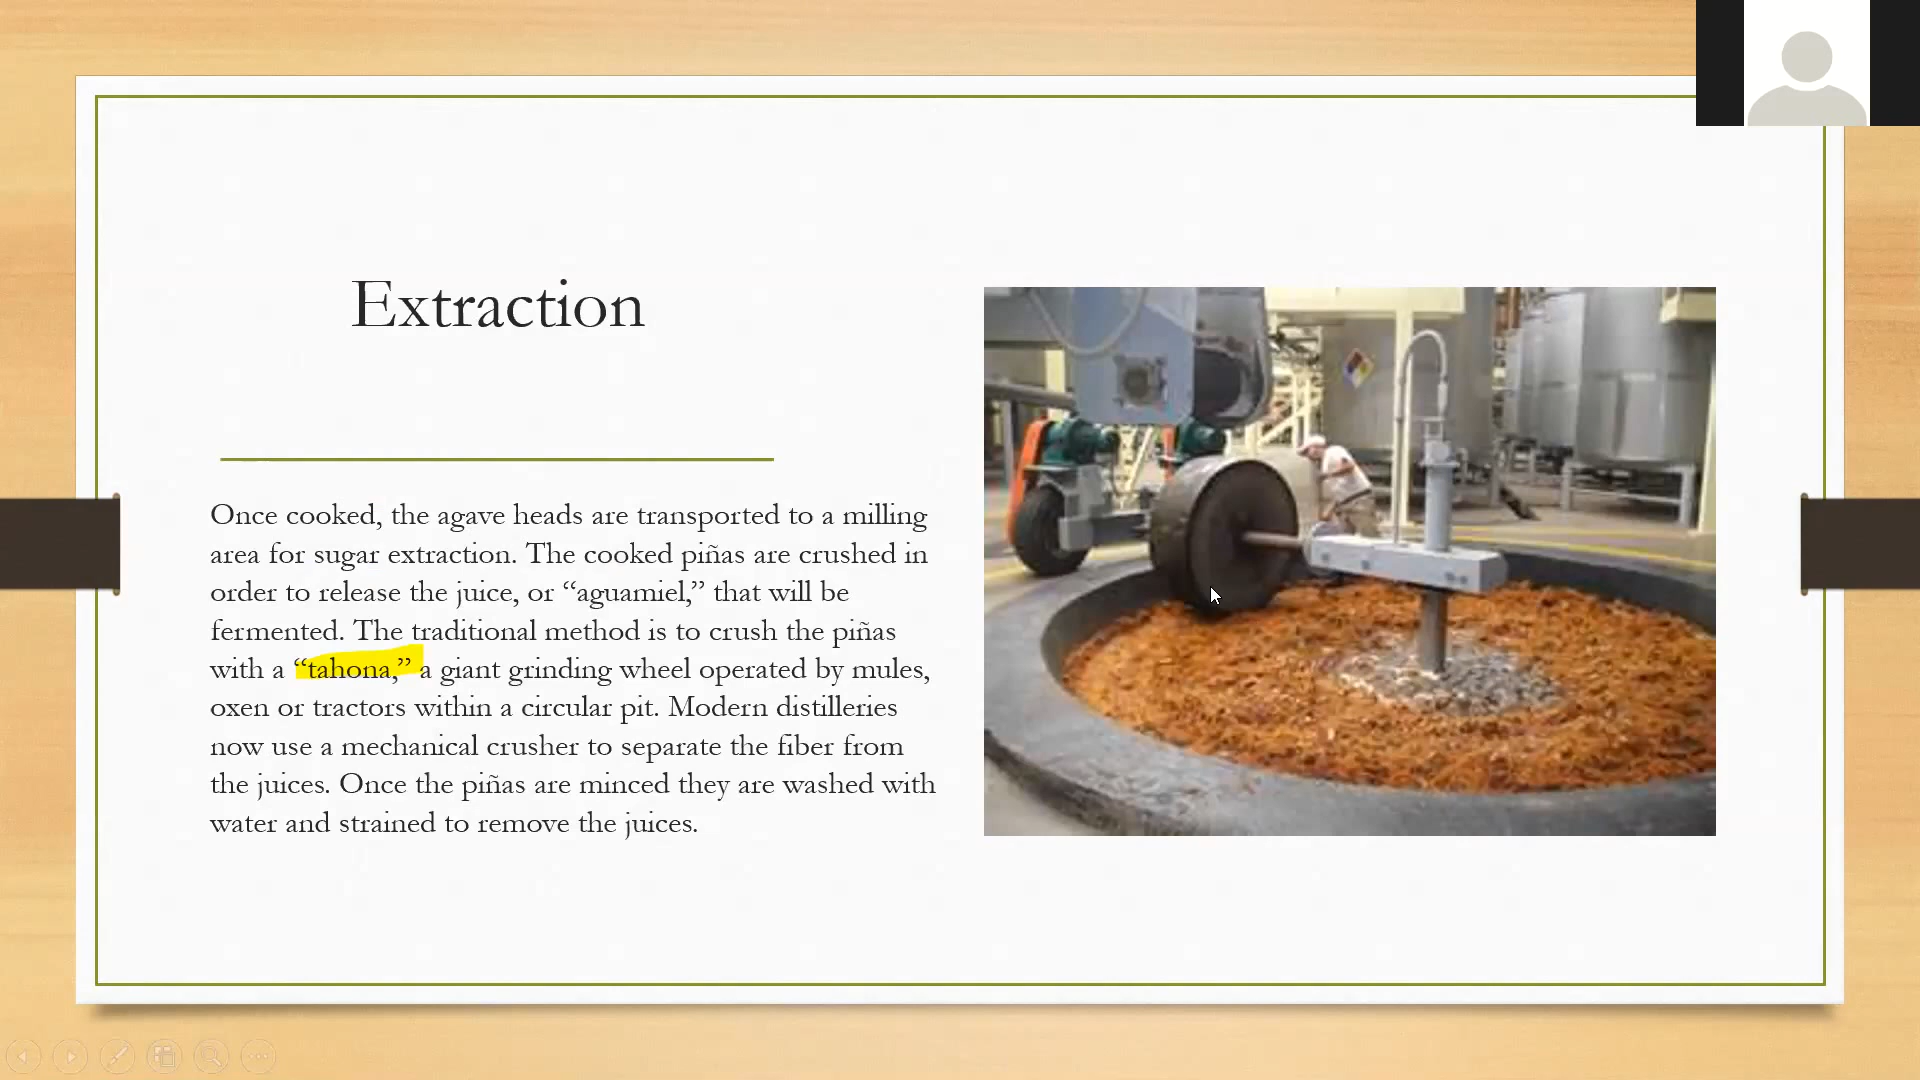 Extraction
Once cooked, the agave heads are transported to a milling
area for sugar extraction. The cooked piñas are crushed in
order to release the juice, or “aguamiel,” that will be
fermented. The traditional method is to crush the piñas
with a “tahona,” a giant grinding wheel operated by mules,
oxen or tractors within a circular pit. Modern distilleries
now use a mechanical crusher to separate the fiber from
the juices. Once the piñas are minced they are washed with
water and strained to remove the juices.